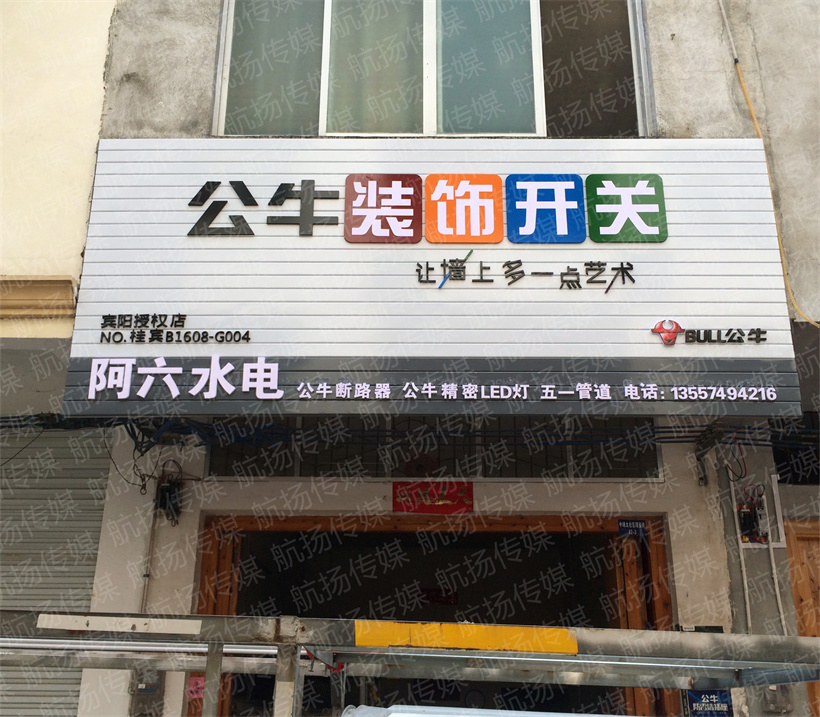 公牛装饰开关
让墙上多一点艺术
宾阳授权店
NO.桂宾B1608-G004
BULL公牛
阿六水电 公牛断路器 公牛精密LED灯 五一管道 电话:13557494216
公牛
航扬传媒